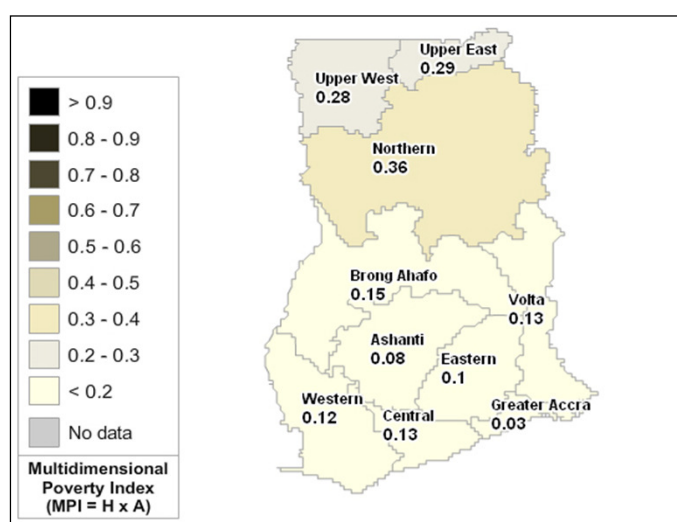 > 0.9
0.8 - 0.9
0.7 - 0.8
0.6 - 0.7
0.5 - 0.6
0.4 - 0.5
0.3 - 0.4
0.2 - 0.3
< 0.2
No data
Multidimensional
Poverty Index
(MPI = H x A)
Upper East
0.29
Upper West
0.28
Northern
0.36
Brong Ahafo
0.15
Volta
0.13
Ashanti
0.08
Eastern
0.1
Western
0.12
Central
0.13
Greater Accra
0.03